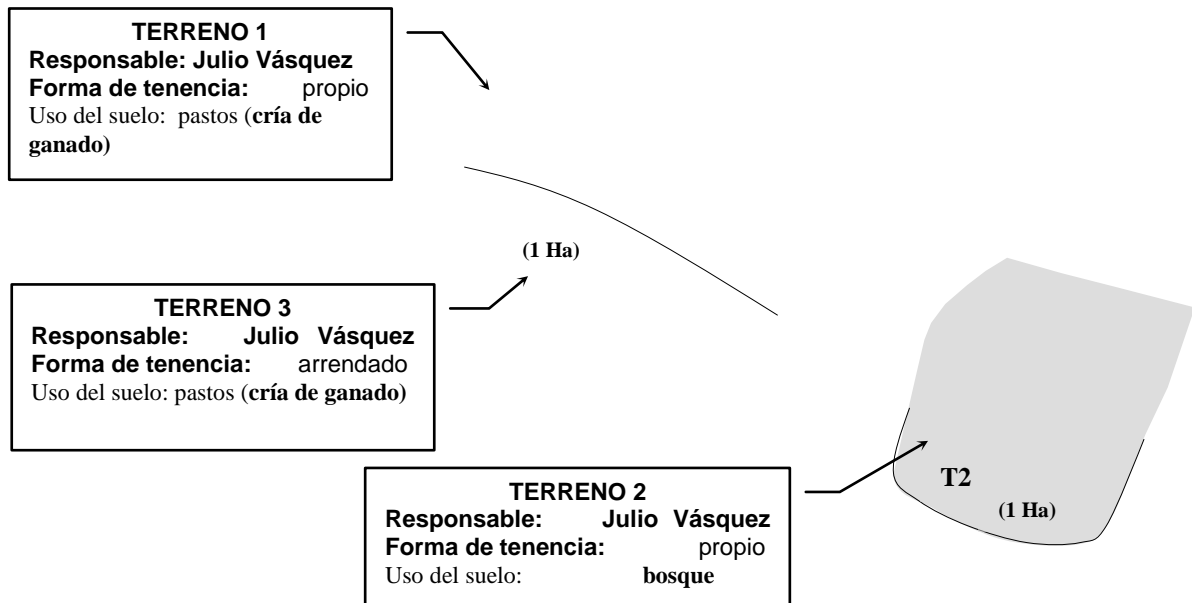 TERRENO 1
Responsable: Julio Vásquez
Forma de tenencia: propio
Uso del suelo: pastos (cría de
ganado)
(1 Ha)
TERRENO 3
Responsable: Julio Vásquez
Forma de tenencia: arrendado
Uso del suelo: pastos (cría de ganado)
T2
(1 Ha)
TERRENO 2
Responsable: Julio Vásquez
Forma de tenencia: propio
Uso del suelo: bosque